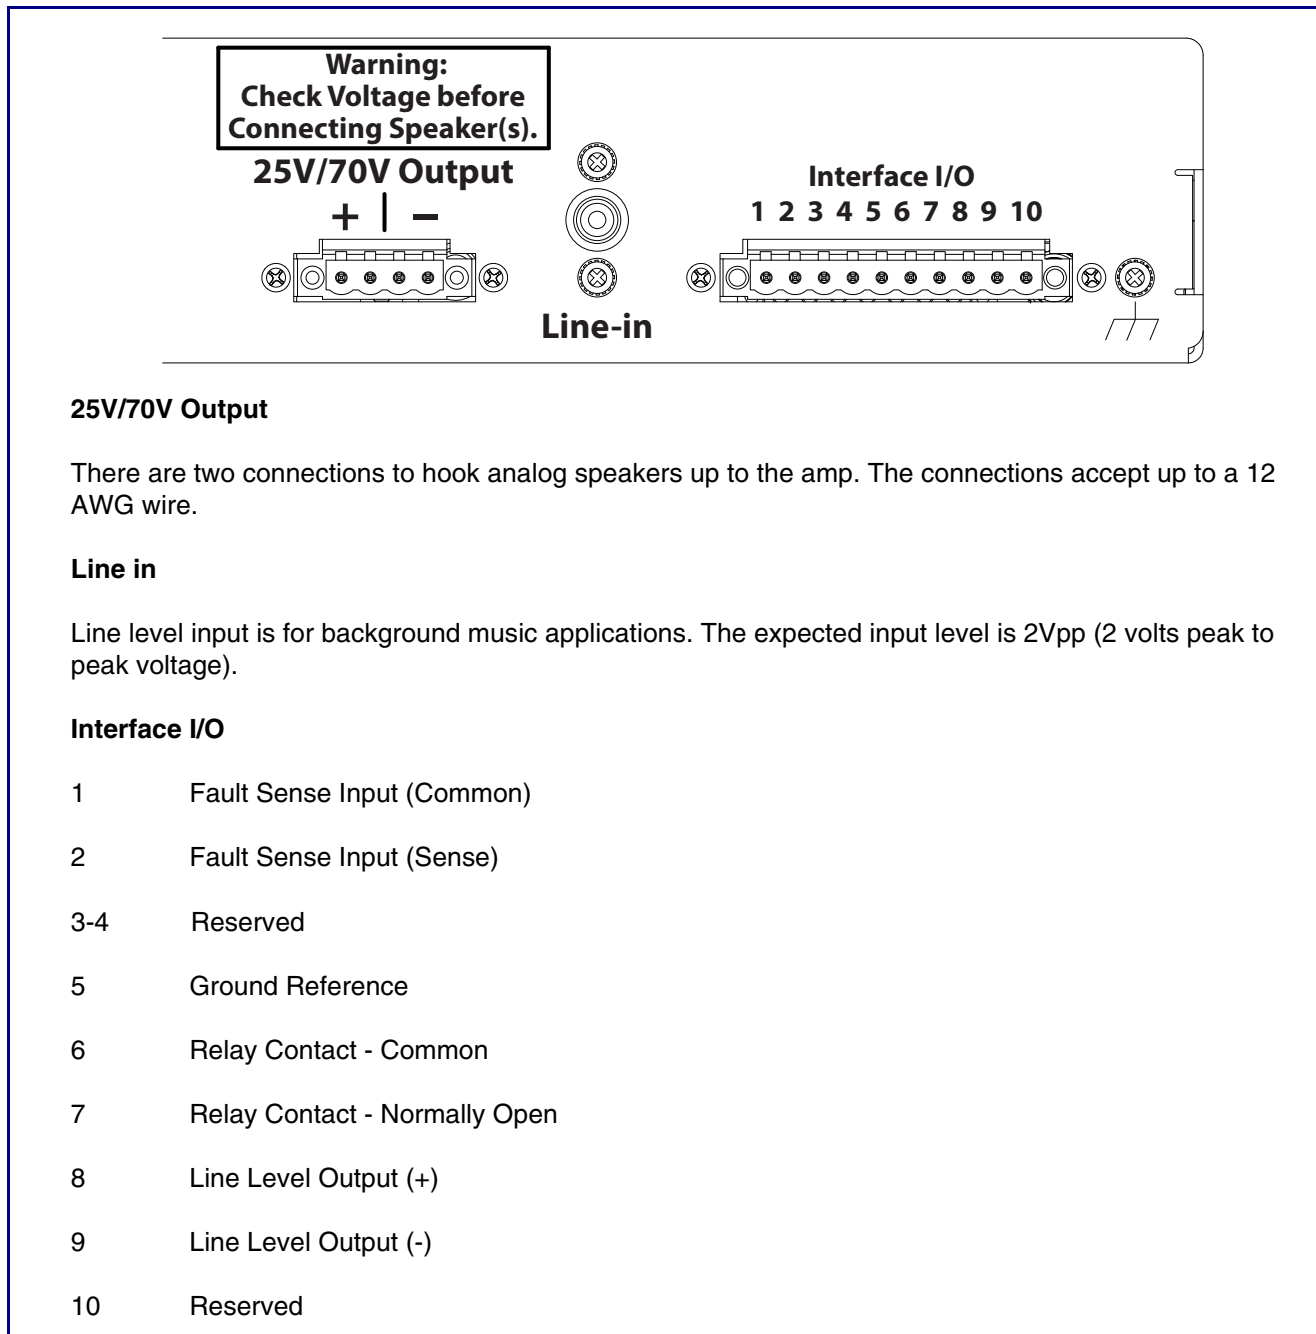 Warning:
Check Voltage before
Connecting Speaker(s).
25V/70V Output
+ | −
Line-in
Interface I/O
1 2 3 4 5 6 7 8 9 10
25V/70V Output
There are two connections to hook analog speakers up to the amp. The connections accept up to a 12
AWG wire.
Line in
Line level input is for background music applications. The expected input level is 2Vpp (2 volts peak to
peak voltage).
Interface I/O
1 Fault Sense Input (Common)
2 Fault Sense Input (Sense)
3-4 Reserved
5 Ground Reference
6 Relay Contact - Common
7 Relay Contact - Normally Open
8 Line Level Output (+)
9 Line Level Output (-)
10 Reserved